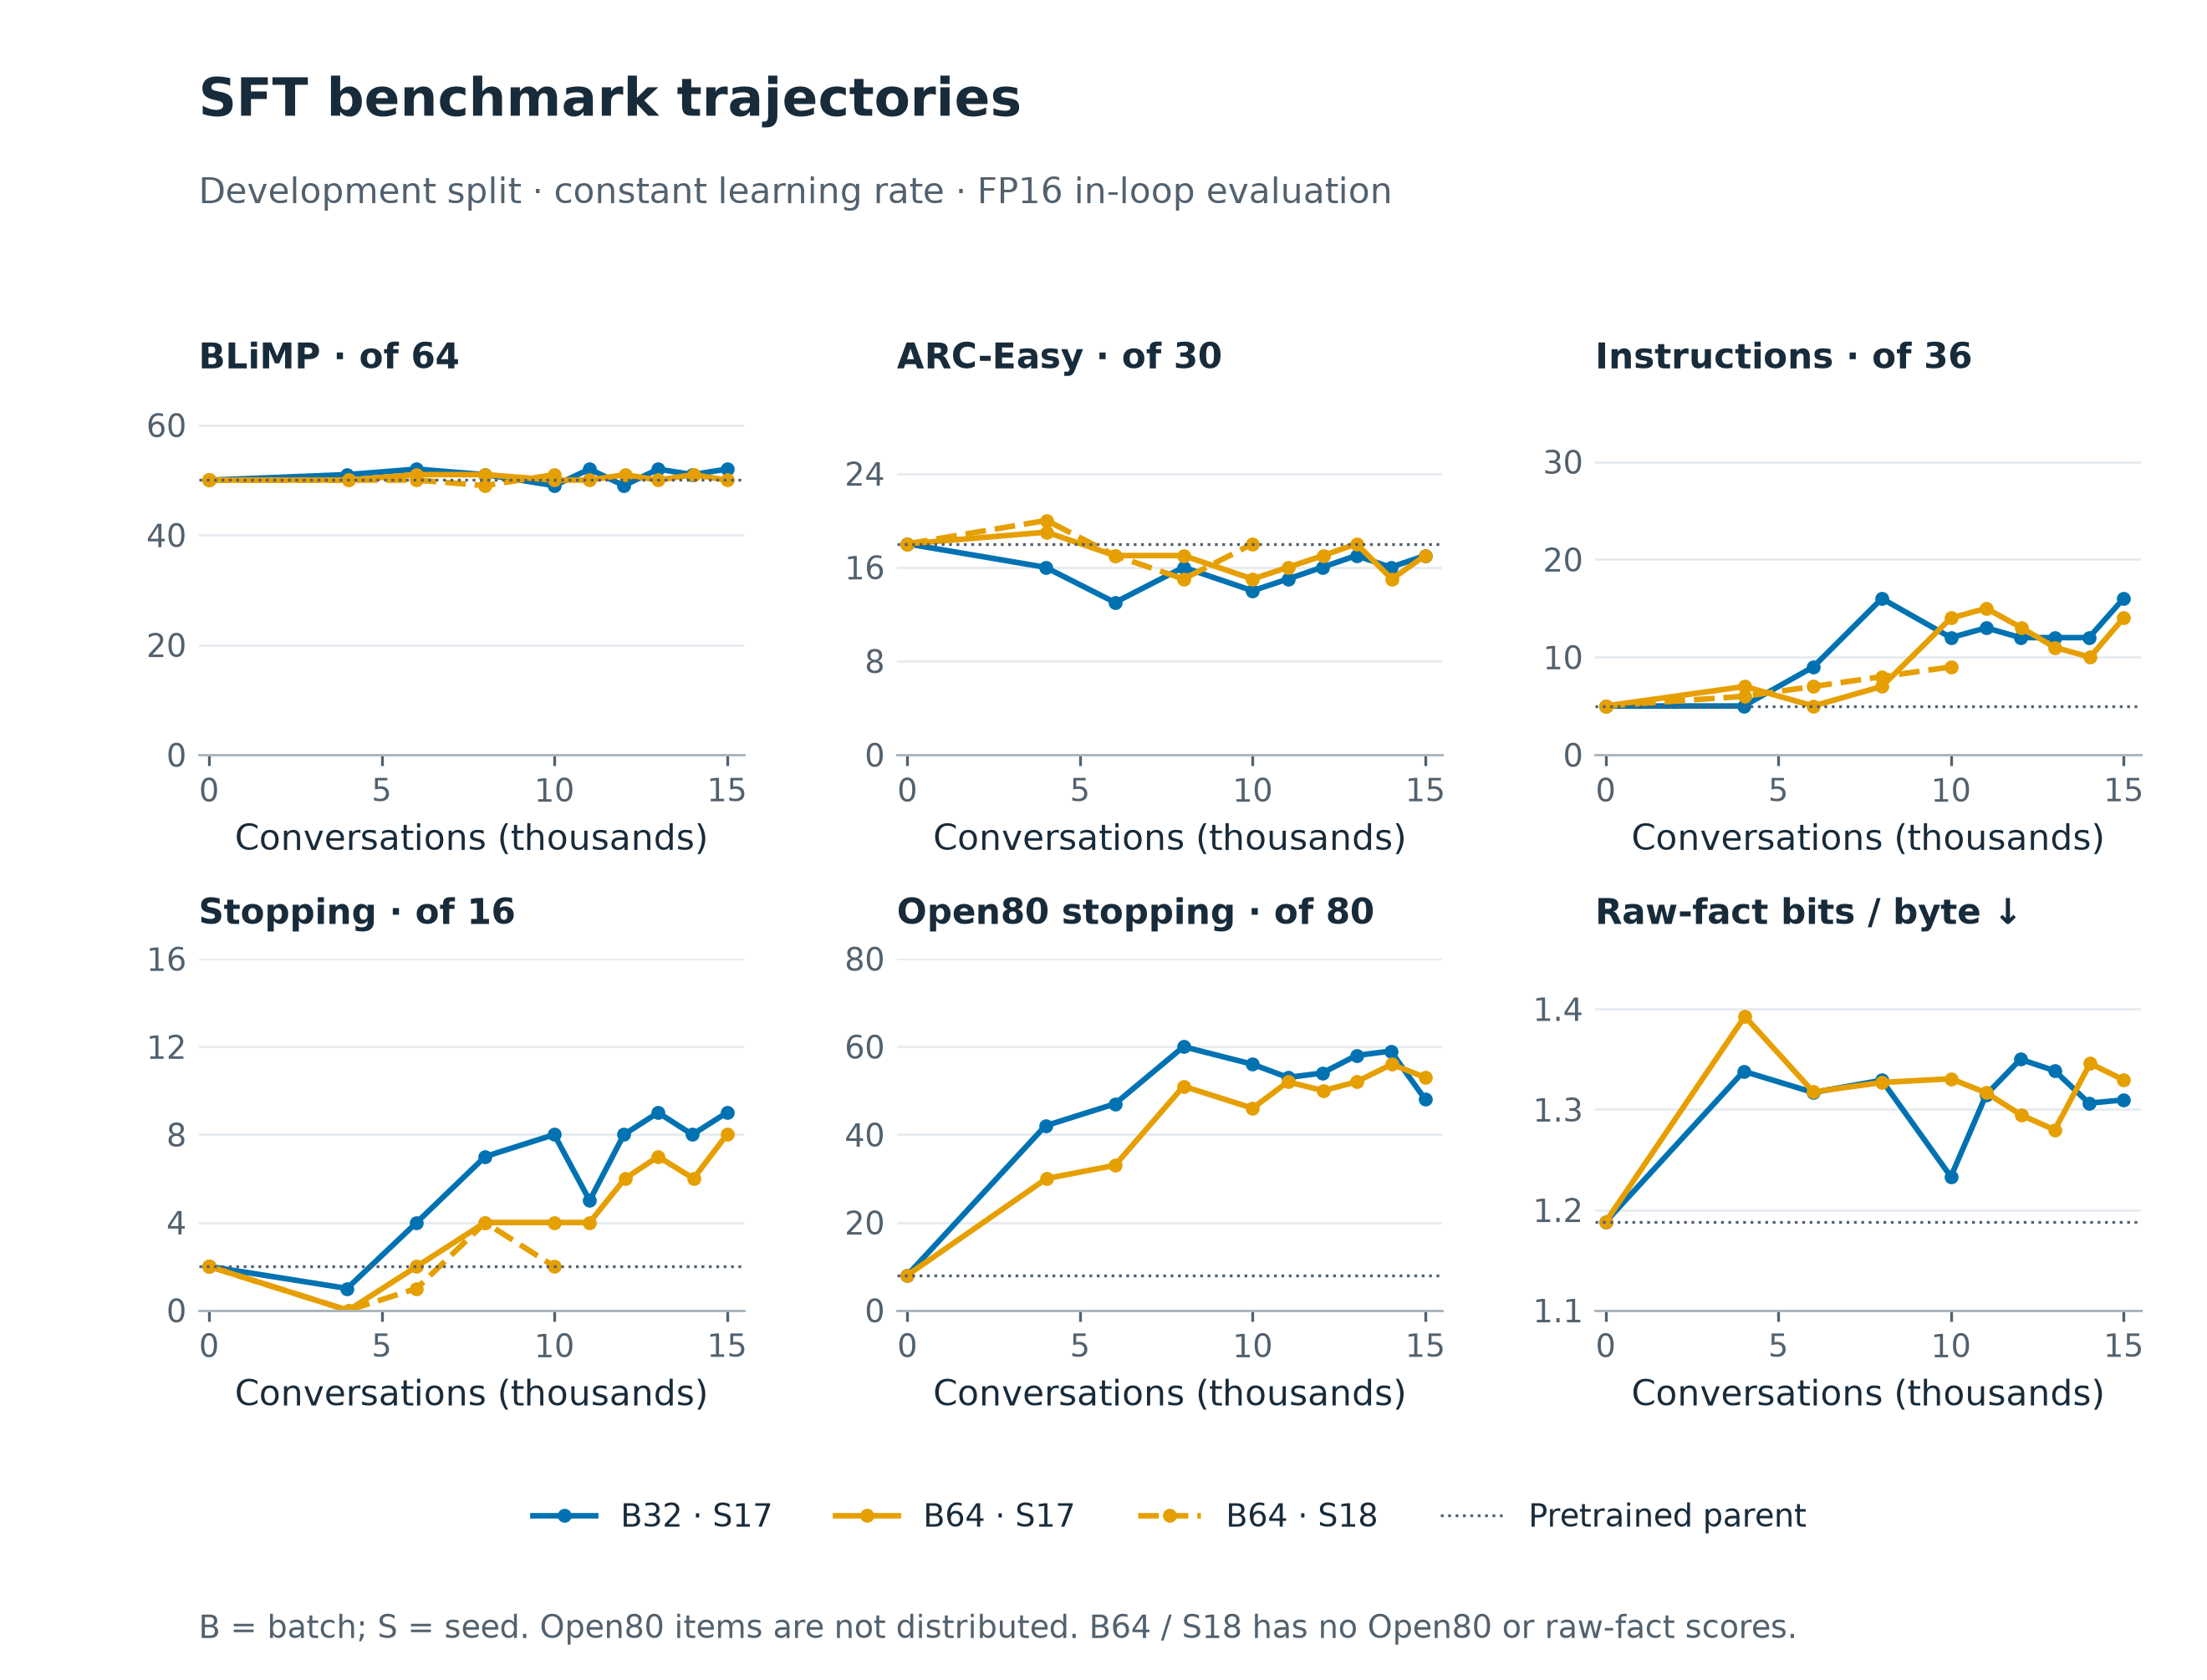 SFT benchmark trajectories
Development split · constant learning rate · FP16 in-loop evaluation
BLiMP · of 64
60
40
20
0
0 5 10 15
Conversations (thousands)
ARC-Easy · of 30
24
16
8
0
0 5 10 15
Conversations (thousands)
Instructions · of 36
30
20
10
0
0 5 10 15
Conversations (thousands)
Stopping · of 16
16
12
8
4
0
0 5 10 15
Conversations (thousands)
Open80 stopping · of 80
80
60
40
20
0
0 5 10 15
Conversations (thousands)
Raw-fact bits / byte ↓
1.4
1.3
1.2
1.1
0 5 10 15
Conversations (thousands)
B32 · S17 B64 · S17 B64 · S18 Pretrained parent
B = batch; S = seed. Open80 items are not distributed. B64 / S18 has no Open80 or raw-fact scores.